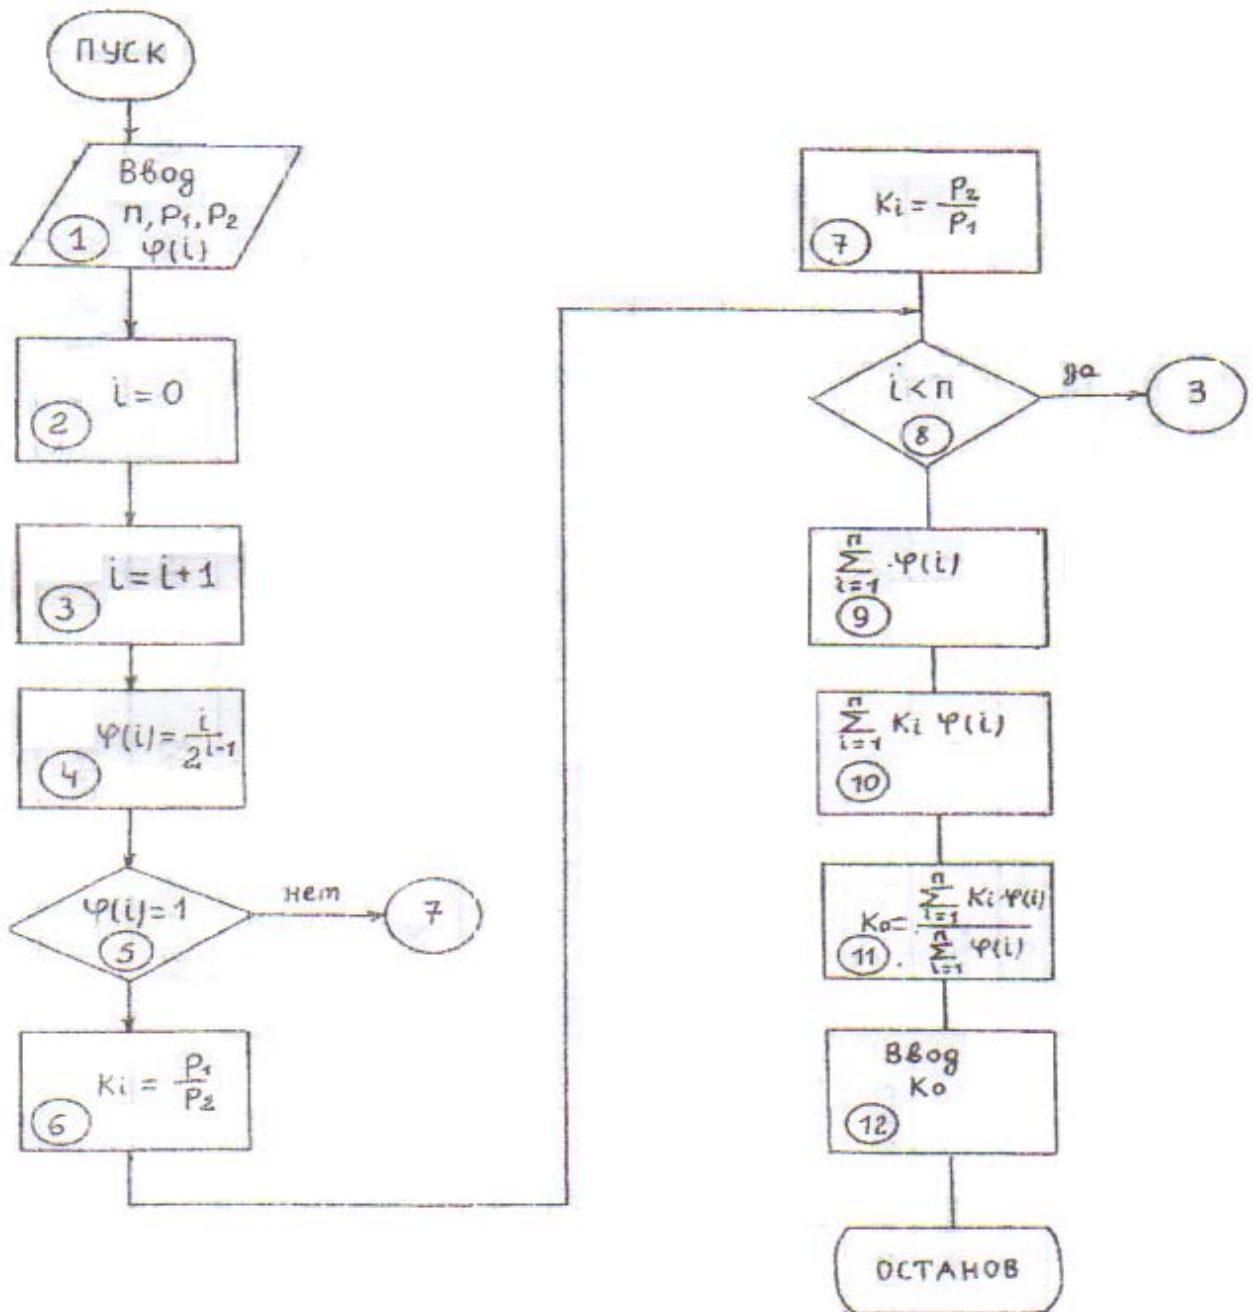 ПУСК
Ввод
п, P₁, P₂
φ(i)
1
i = 0
2
i = i + 1
3
φ(i) = i / 2^(i-1)
4
φ(i) = 1
5
нет
7
Ki = P₁ / P₂
6
Ki = P₂ / P₁
7
i < п
8
да
3
∑ i=1 n · φ(i)
9
∑ i=1 n Ki φ(i)
10
Ko = ∑ i=1 n Ki · φ(i) / ∑ i=1 n φ(i)
11
Ввод
Ko
12
ОСТАНОВ